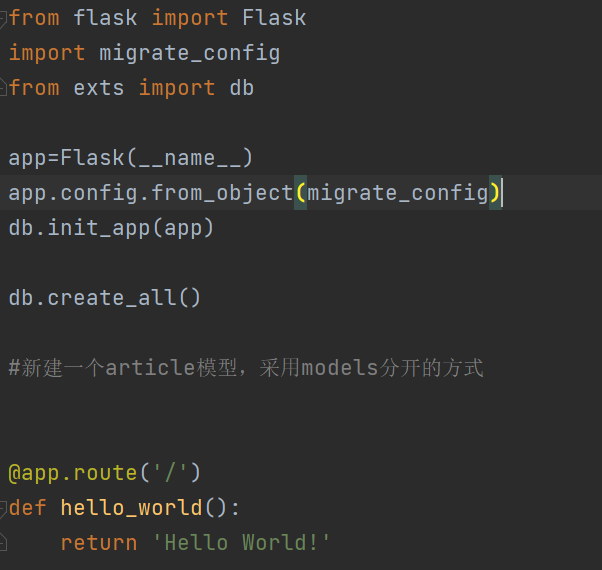 from flask import Flask
import migrate_config
from exts import db
app=Flask(__name__)
app.config.from_object(migrate_config)
db.init_app(app)
db.create_all()
#新建一个article模型，采用models分开的方式
@app.route('/')
def hello_world():
    return 'Hello World!'